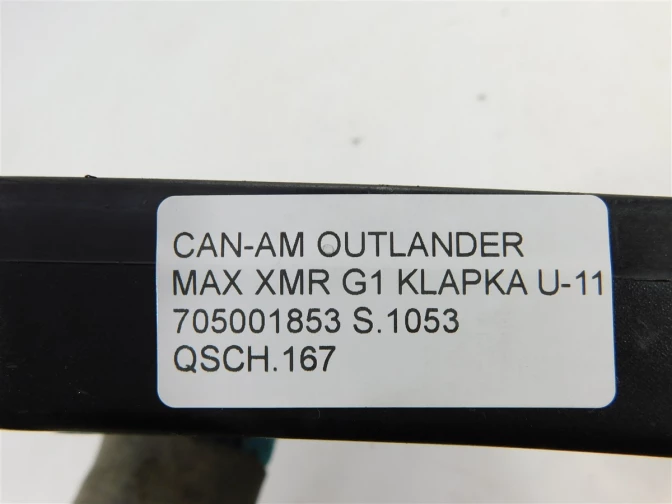 CAN-AM OUTLANDER
MAX XMR G1 KLAPKA U-11
705001853 S.1053
QSCH.167